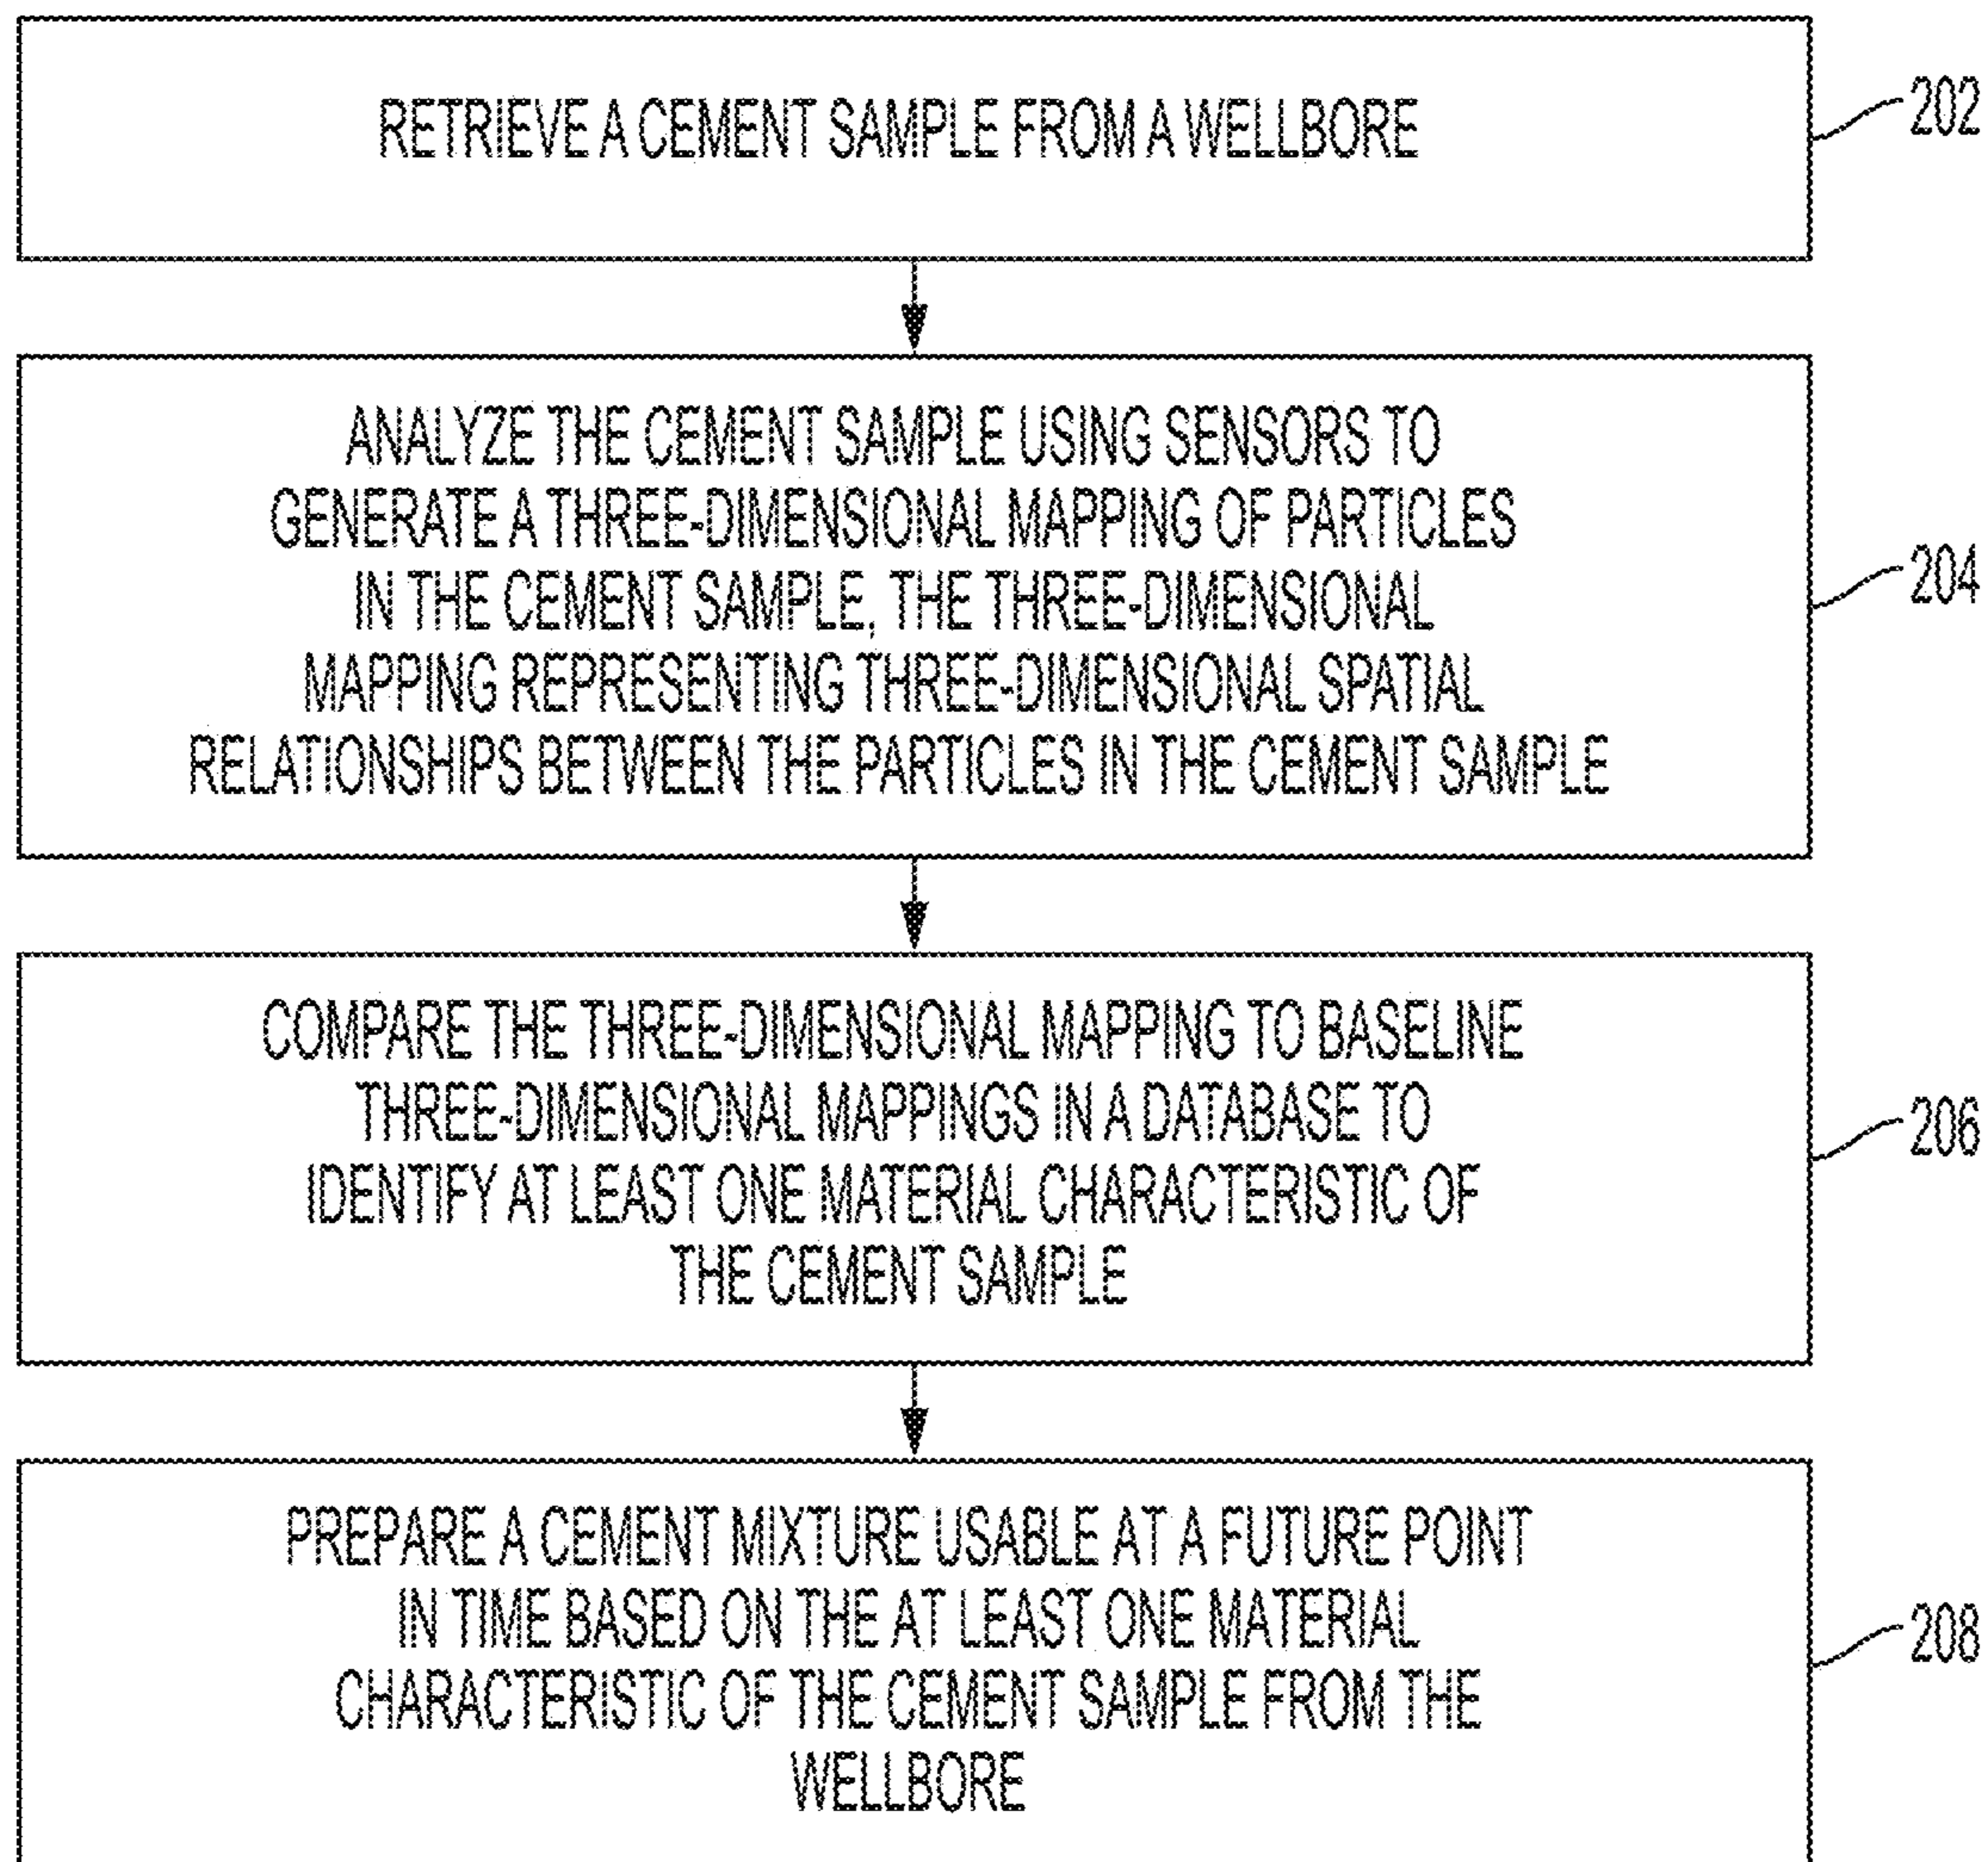 RETRIEVE A CEMENT SAMPLE FROM A WELLBORE
202
ANALYZE THE CEMENT SAMPLE USING SENSORS TO
GENERATE A THREE-DIMENSIONAL MAPPING OF PARTICLES
IN THE CEMENT SAMPLE, THE THREE-DIMENSIONAL
MAPPING REPRESENTING THREE-DIMENSIONAL SPATIAL
RELATIONSHIPS BETWEEN THE PARTICLES IN THE CEMENT SAMPLE
204
COMPARE THE THREE-DIMENSIONAL MAPPING TO BASELINE
THREE-DIMENSIONAL MAPPINGS IN A DATABASE TO
IDENTIFY AT LEAST ONE MATERIAL CHARACTERISTIC OF
THE CEMENT SAMPLE
206
PREPARE A CEMENT MIXTURE USABLE AT A FUTURE POINT
IN TIME BASED ON THE AT LEAST ONE MATERIAL
CHARACTERISTIC OF THE CEMENT SAMPLE FROM THE
WELLBORE
208